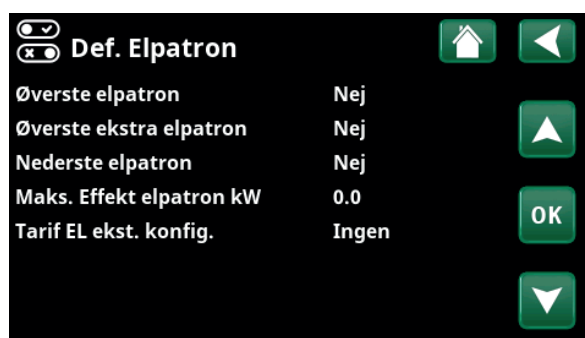 Def. Elpatron
Øverste elpatron Nej
Øverste ekstra elpatron Nej
Nederste elpatron Nej
Maks. Effekt elpatron kW 0.0
Tarif EL ekst. konfig. Ingen
OK